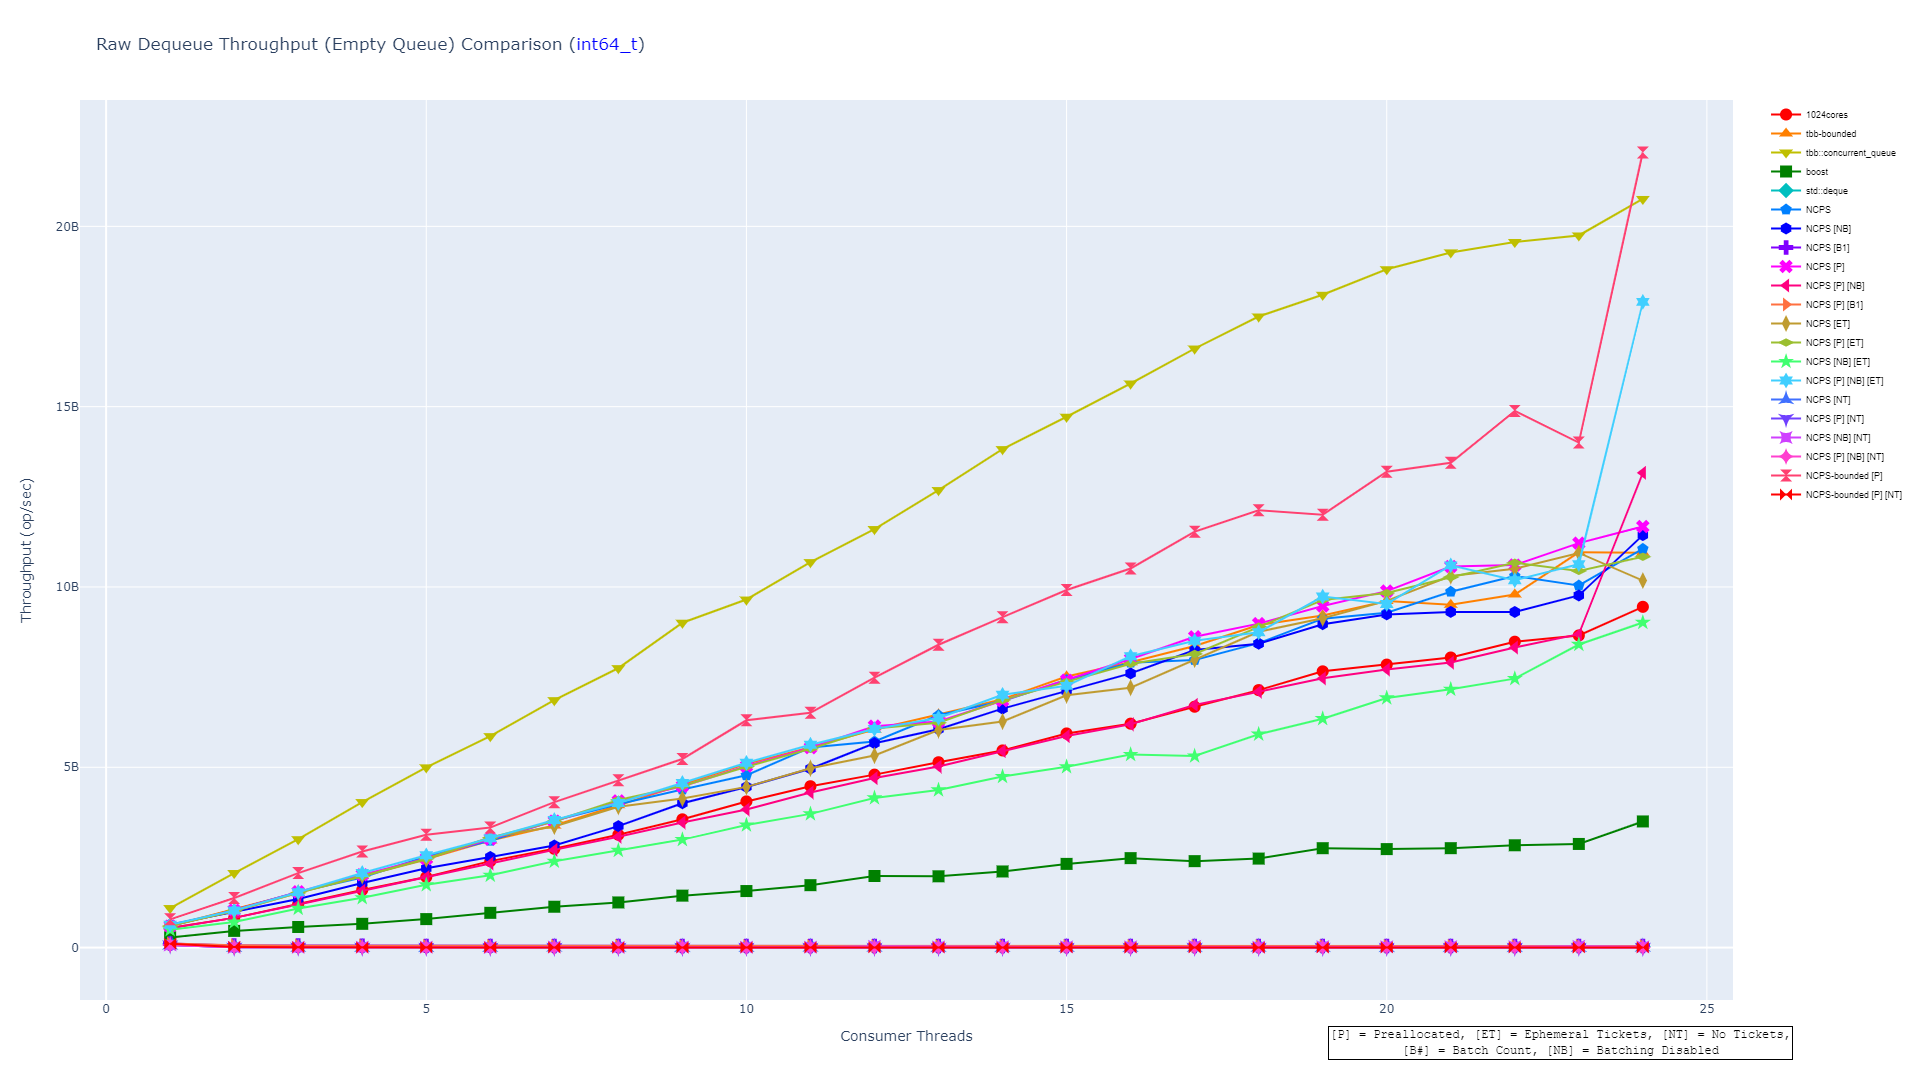 Raw Dequeue Throughput (Empty Queue) Comparison (int64_t)
Throughput (op/sec)
20B
15B
10B
5B
0
0
5
10
15
20
25
Consumer Threads
1024cores
tbb-bounded
tbb::concurrent_queue
boost
std::deque
NCPS
NCPS [NB]
NCPS [B1]
NCPS [P]
NCPS [P] [NB]
NCPS [P] [B1]
NCPS [ET]
NCPS [P] [ET]
NCPS [NB] [ET]
NCPS [P] [NB] [ET]
NCPS [NT]
NCPS [P] [NT]
NCPS [NB] [NT]
NCPS [P] [NB] [NT]
NCPS-bounded [P]
NCPS-bounded [P] [NT]
[P] = Preallocated, [ET] = Ephemeral Tickets, [NT] = No Tickets,
[B#] = Batch Count, [NB] = Batching Disabled